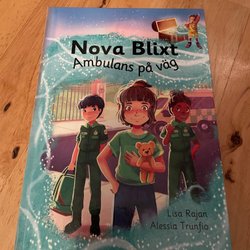 Nova Blixt
Ambulans på väg
Lisa Rajan
Alessia Trunfio